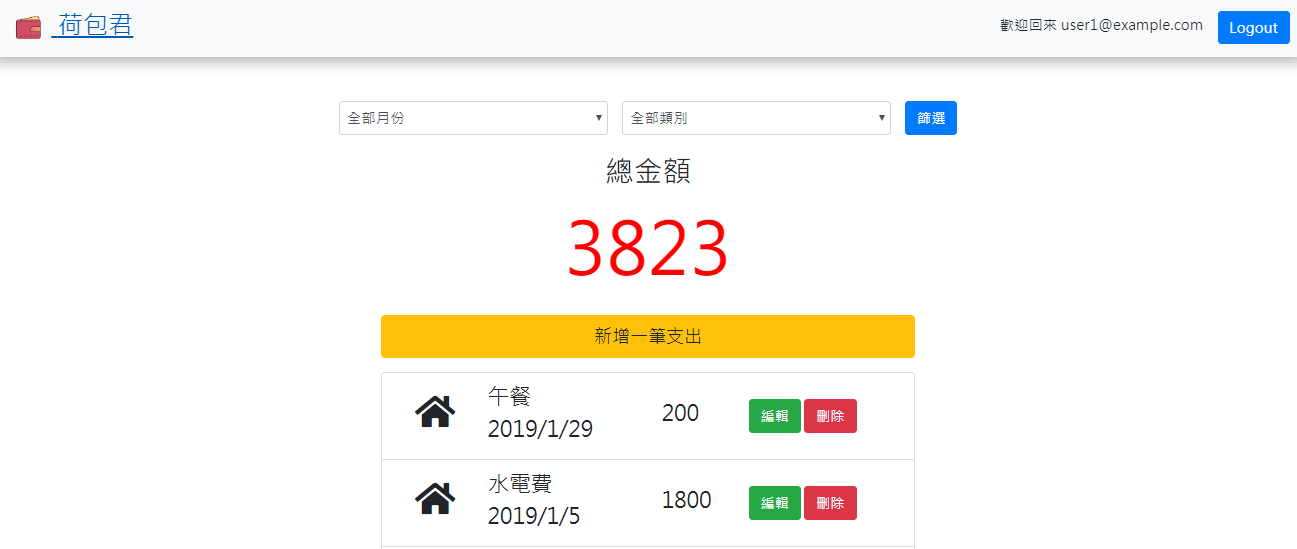 荷包君
歡迎回來 user1@example.com
Logout
全部月份
全部類別
篩選
總金額
3823
新增一筆支出
午餐
2019/1/29
200
編輯
刪除
水電費
2019/1/5
1800
編輯
刪除